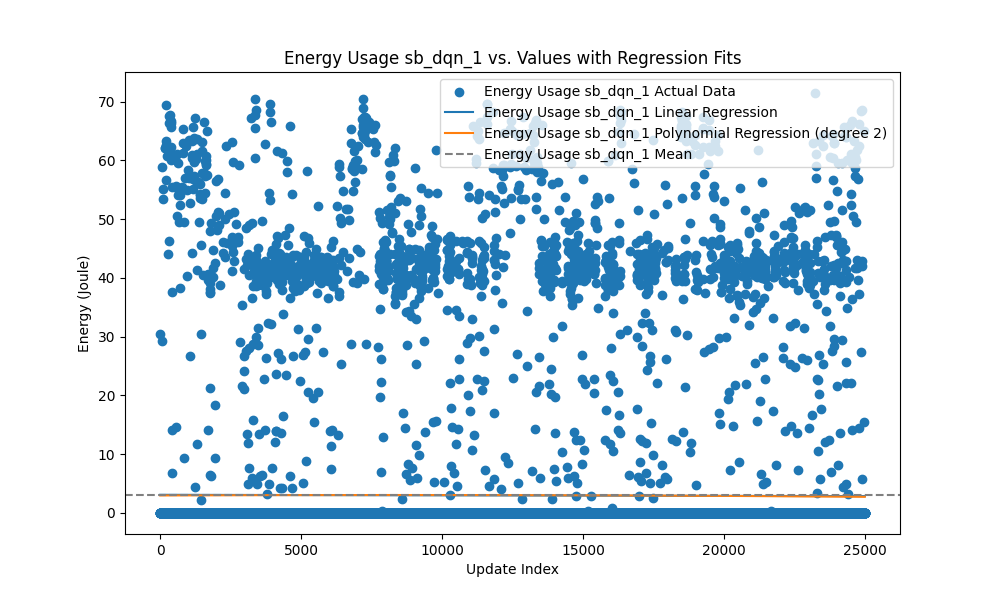 Energy Usage sb_dqn_1 vs. Values with Regression Fits
Energy Usage sb_dqn_1 Actual Data
Energy Usage sb_dqn_1 Linear Regression
Energy Usage sb_dqn_1 Polynomial Regression (degree 2)
Energy Usage sb_dqn_1 Mean
Energy (Joule)
70
60
50
40
30
20
10
0
0 5000 10000 15000 20000 25000
Update Index